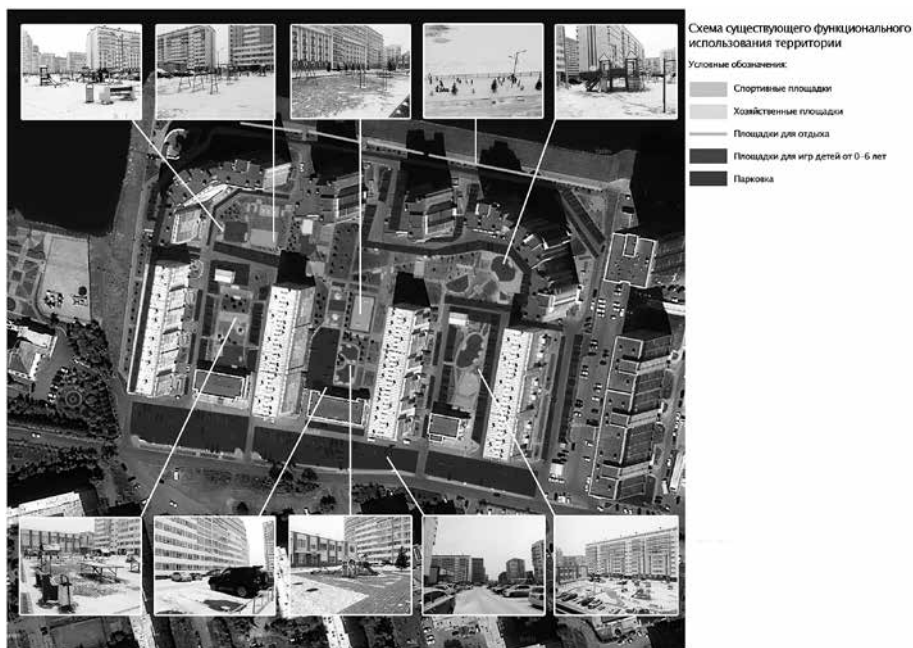 Схема существующего функционального
использования территории
Условные обозначения:
Спортивные площадки
Хозяйственные площадки
Площадки для отдыха
Площадки для игр детей от 0–6 лет
Парковка